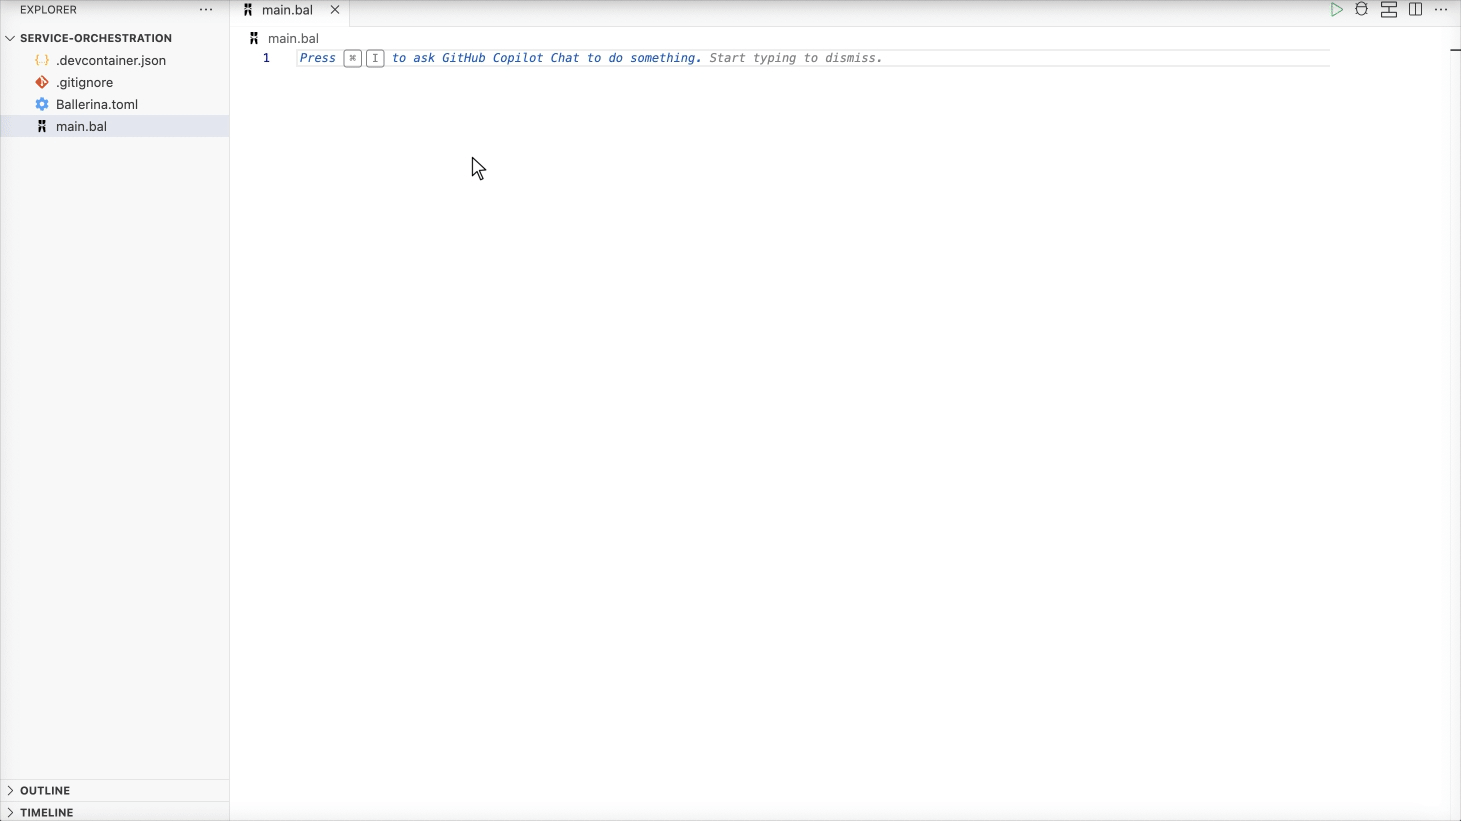 EXPLORER
SERVICE-ORCHESTRATION
.devcontainer.json
.gitignore
Ballerina.toml
main.bal
OUTLINE
TIMELINE
main.bal
main.bal
1 Press ⌘ I to ask GitHub Copilot Chat to do something. Start typing to dismiss.